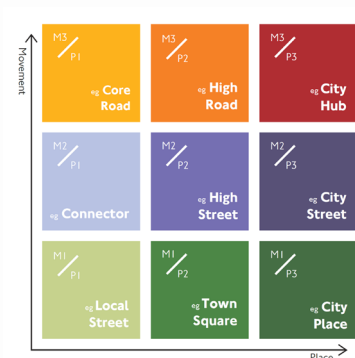 Movement
M3
P1
eg Core
Road
M3
P2
eg High
Road
M3
P3
eg City
Hub
M2
P1
eg Connector
M2
P2
eg High
Street
M2
P3
eg City
Street
M1
P1
eg Local
Street
M1
P2
eg Town
Square
M1
P3
eg City
Place
Place